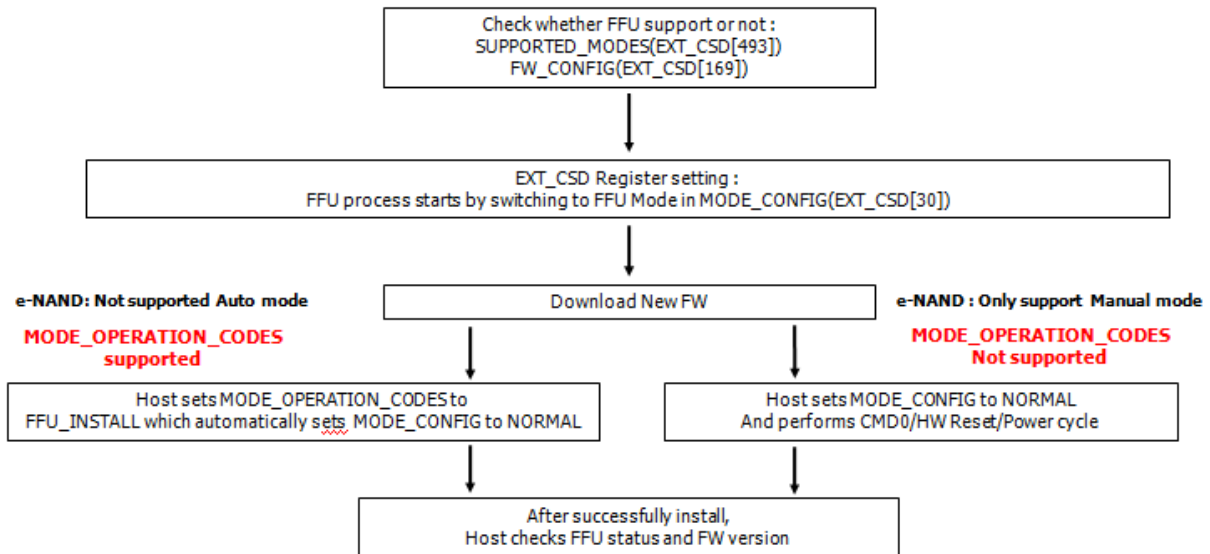 Check whether FFU support or not :
SUPPORTED_MODES(EXT_CSD[493])
FW_CONFIG(EXT_CSD[169])
EXT_CSD Register setting :
FFU process starts by switching to FFU Mode in MODE_CONFIG(EXT_CSD[30])
Download New FW
e-NAND: Not supported Auto mode
MODE_OPERATION_CODES
supported
e-NAND : Only support Manual mode
MODE_OPERATION_CODES
Not supported
Host sets MODE_OPERATION_CODES to
FFU_INSTALL which automatically sets MODE_CONFIG to NORMAL
Host sets MODE_CONFIG to NORMAL
And performs CMD0/HW Reset/Power cycle
After successfully install,
Host checks FFU status and FW version